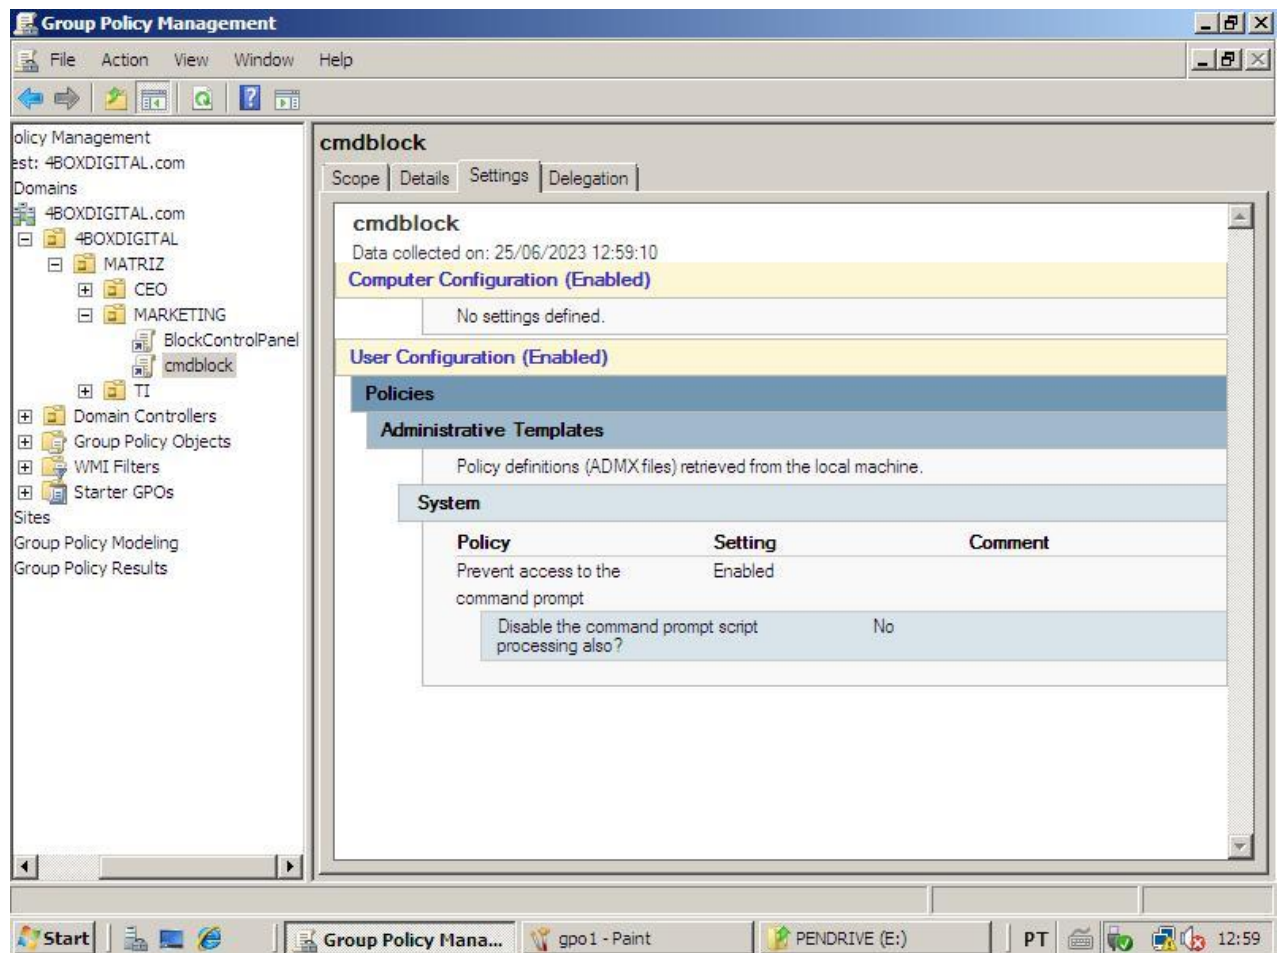 Group Policy Management
File Action View Window Help
olicy Management
est: 4BOXDIGITAL.com
Domains
4BOXDIGITAL.com
4BOXDIGITAL
MATRIZ
CEO
MARKETING
BlockControlPanel
cmdblock
TI
Domain Controllers
Group Policy Objects
WMI Filters
Starter GPOs
Sites
Group Policy Modeling
Group Policy Results
cmdblock
Scope Details Settings Delegation
cmdblock
Data collected on: 25/06/2023 12:59:10
Computer Configuration (Enabled)
No settings defined.
User Configuration (Enabled)
Policies
Administrative Templates
Policy definitions (ADMX files) retrieved from the local machine.
System
Policy Setting Comment
Prevent access to the Enabled
command prompt
Disable the command prompt script No
processing also?
Start Group Policy Mana... gpo1 - Paint PENDRIVE (E:) PT 12:59